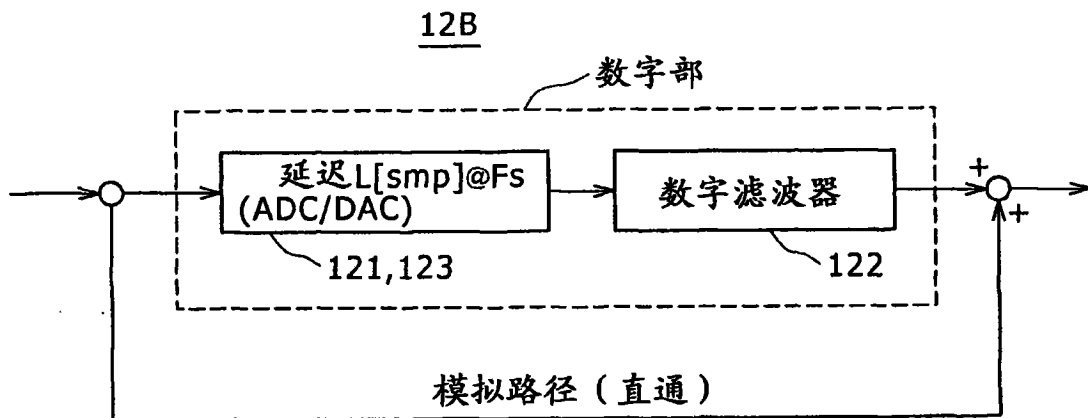 12B
数字部
延迟L[smp]@Fs
(ADC/DAC)
数字滤波器
+
+
121,123
122
模拟路径(直通)